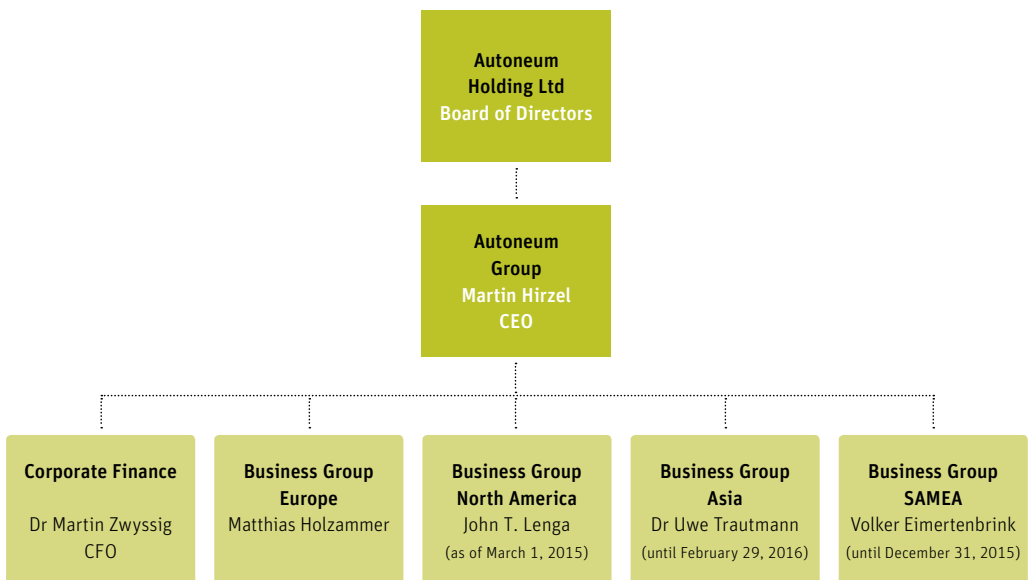 Autoneum
Holding Ltd
Board of Directors
Autoneum
Group
Martin Hirzel
CEO
Corporate Finance
Dr Martin Zwyssig
CFO
Business Group
Europe
Matthias Holzammer
Business Group
North America
John T. Lenga
(as of March 1, 2015)
Business Group
Asia
Dr Uwe Trautmann
(until February 29, 2016)
Business Group
SAMEA
Volker Eimertenbrink
(until December 31, 2015)